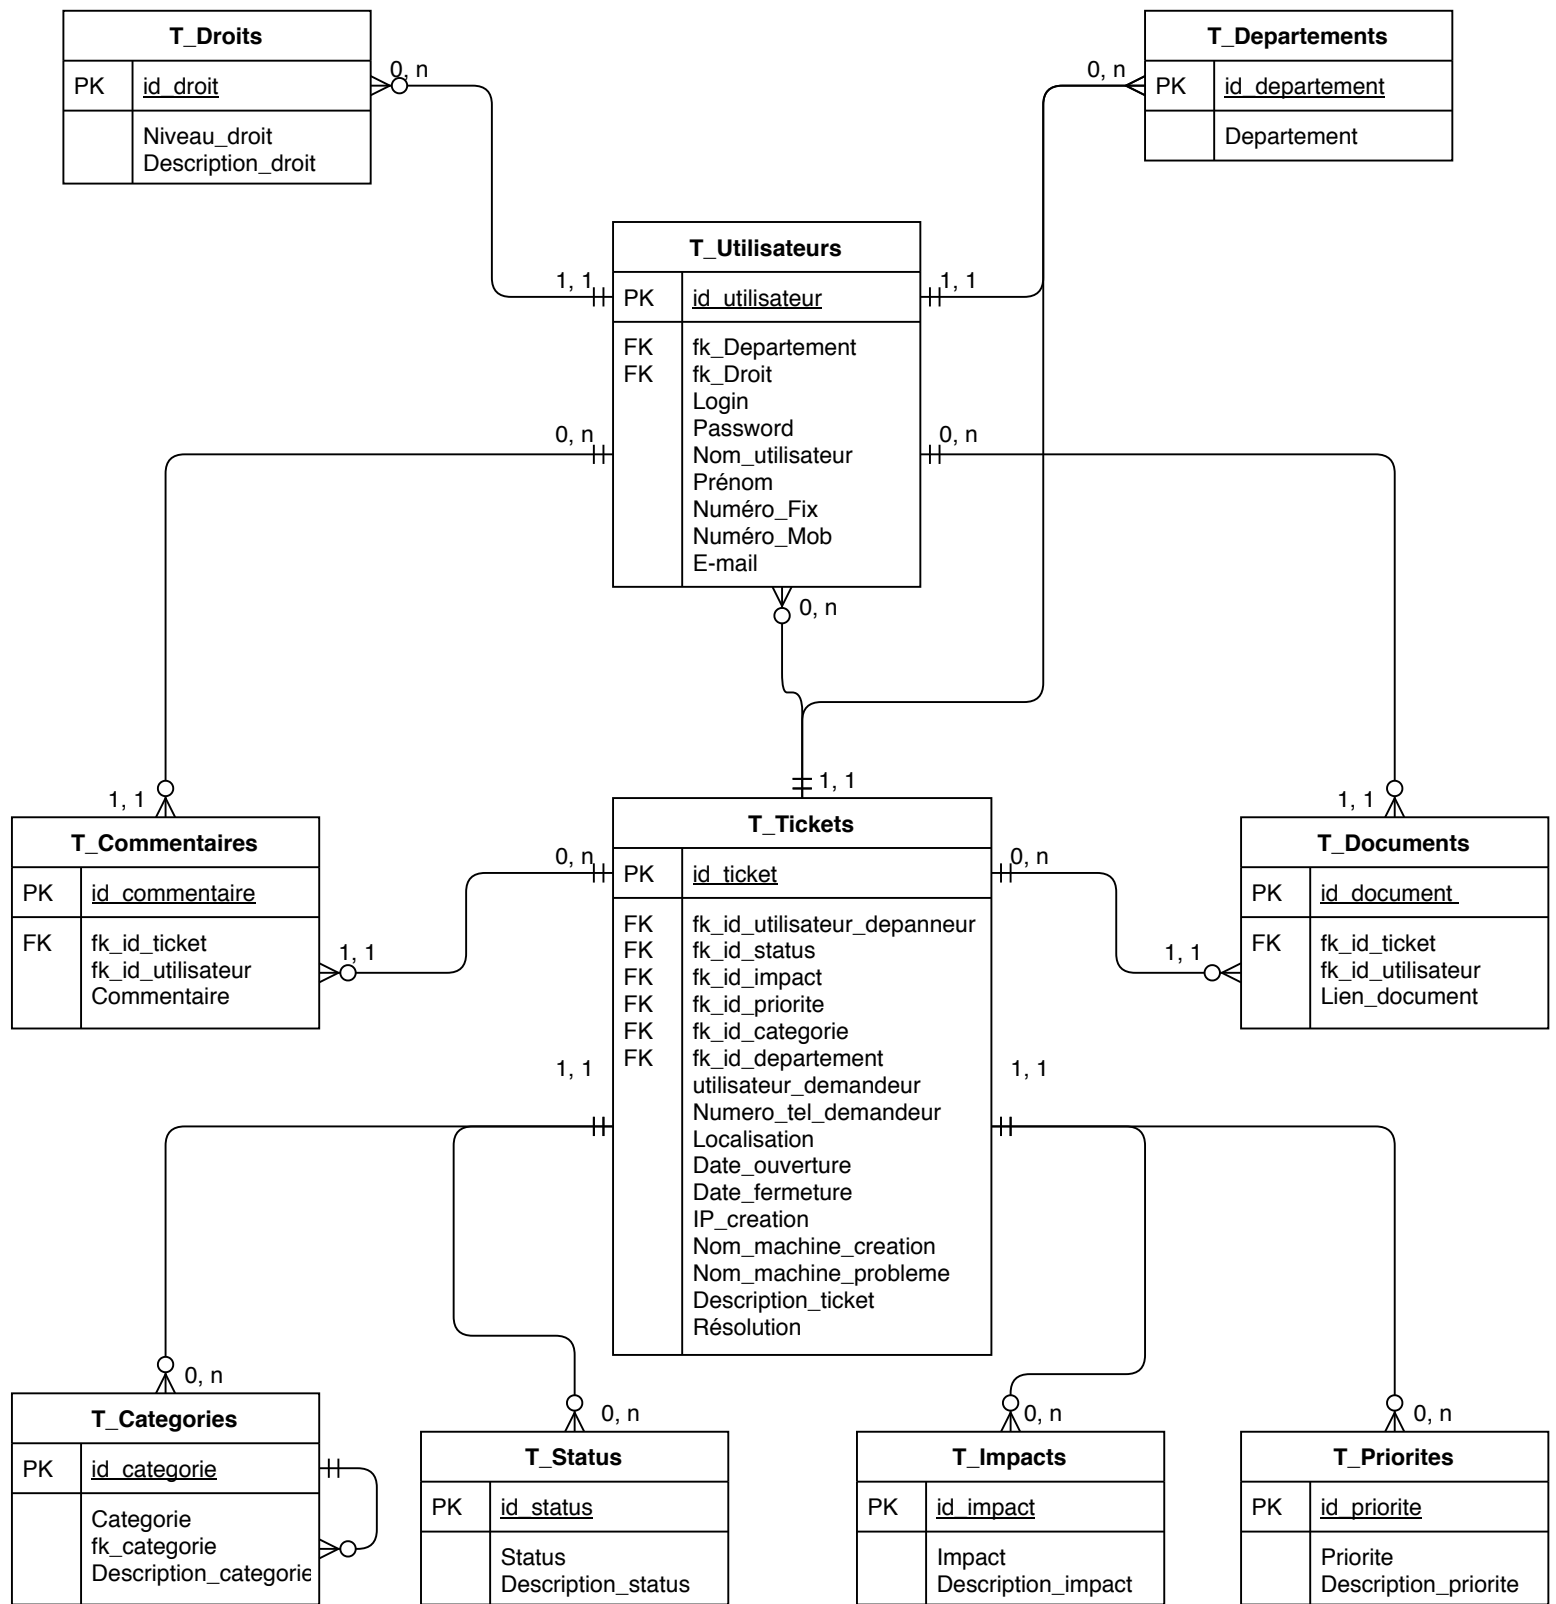 T_Droits
PK id_droit
Niveau_droit
Description_droit
0, n
T_Departements
PK id_departement
Departement
0, n
T_Utilisateurs
PK id_utilisateur
FK fk_Departement
FK fk_Droit
Login
Password
Nom_utilisateur
Prénom
Numéro_Fix
Numéro_Mob
E-mail
1, 1
1, 1
0, n
0, n
0, n
1, 1
T_Commentaires
PK id_commentaire
FK fk_id_ticket
fk_id_utilisateur
Commentaire
1, 1
1, 1
T_Tickets
PK id_ticket
FK fk_id_utilisateur_depanneur
FK fk_id_status
FK fk_id_impact
FK fk_id_priorite
FK fk_id_categorie
FK fk_id_departement
utilisateur_demandeur
Numero_tel_demandeur
Localisation
Date_ouverture
Date_fermeture
IP_creation
Nom_machine_creation
Nom_machine_probleme
Description_ticket
Résolution
0, n
0, n
1, 1
1, 1
T_Documents
PK id_document
FK fk_id_ticket
fk_id_utilisateur
Lien_document
1, 1
1, 1
T_Categories
PK id_categorie
Categorie
fk_categorie
Description_categorie
0, n
T_Status
PK id_status
Status
Description_status
0, n
T_Impacts
PK id_impact
Impact
Description_impact
0, n
T_Priorites
PK id_priorite
Priorite
Description_priorite
0, n